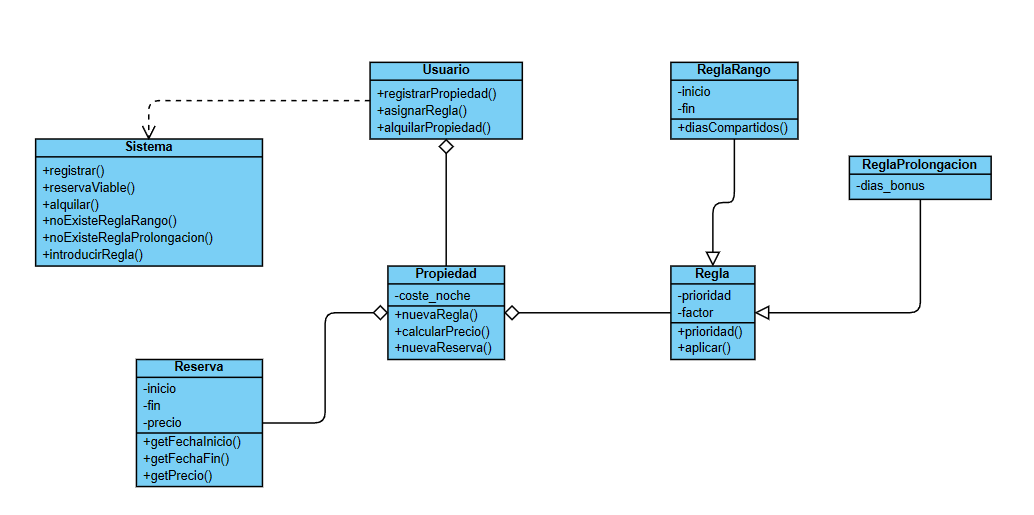 Usuario
+registrarPropiedad()
+asignarRegla()
+alquilarPropiedad()
ReglaRango
-inicio
-fin
+diasCompartidos()
Sistema
+registrar()
+reservaViable()
+alquilar()
+noExisteReglaRango()
+noExisteReglaProlongacion()
+introducirRegla()
ReglaProlongacion
-dias_bonus
Propiedad
-coste_noche
+nuevaRegla()
+calcularPrecio()
+nuevaReserva()
Regla
-prioridad
-factor
+prioridad()
+aplicar()
Reserva
-inicio
-fin
-precio
+getFechaInicio()
+getFechaFin()
+getPrecio()